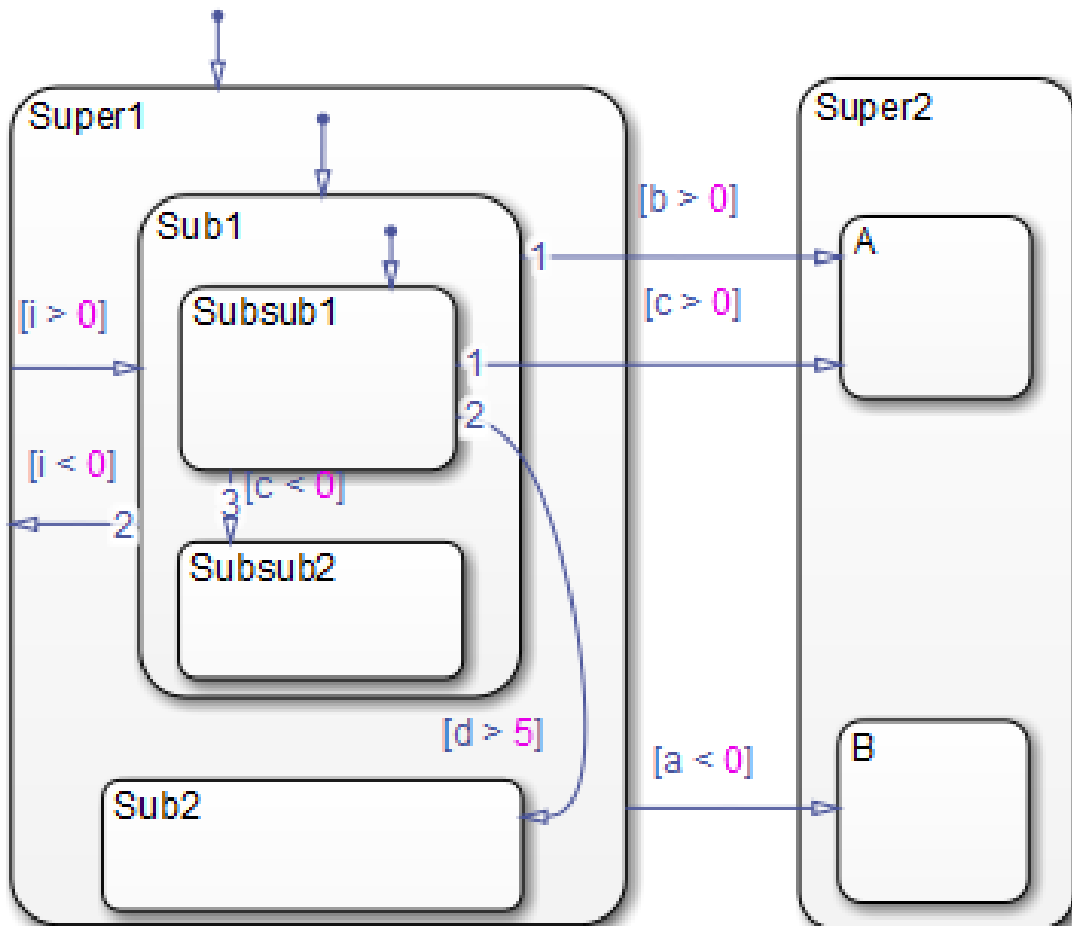 Super1
Super2
[b > 0]
Sub1
A
1
[i > 0]
[c > 0]
Subsub1
1
2
[i < 0]
[c < 0]
3
2
Subsub2
[d > 5]
[a < 0]
B
Sub2